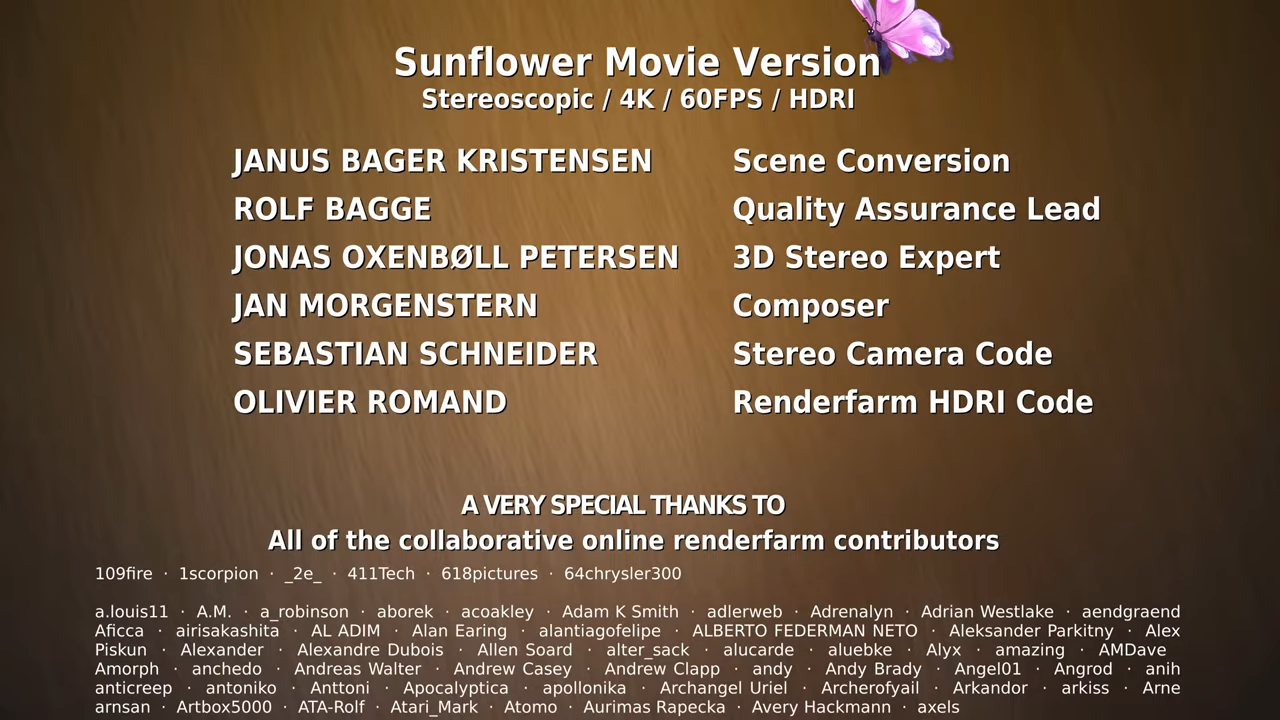 Sunflower Movie Version
Stereoscopic / 4K / 60FPS / HDRI
JANUS BAGER KRISTENSEN Scene Conversion
ROLF BAGGE Quality Assurance Lead
JONAS OXENBØLL PETERSEN 3D Stereo Expert
JAN MORGENSTERN Composer
SEBASTIAN SCHNEIDER Stereo Camera Code
OLIVIER ROMAND Renderfarm HDRI Code
A VERY SPECIAL THANKS TO
All of the collaborative online renderfarm contributors
109fire · 1scorpion · _2e_ · 411Tech · 618pictures · 64chrysler300
a.louis11 · A.M. · a_robinson · aborek · acoakley · Adam K Smith · adlerweb · Adrenalyn · Adrian Westlake · aendgraend
Aficca · airisakashita · AL ADIM · Alan Earing · alantiagofelipe · ALBERTO FEDERMAN NETO · Aleksander Parkitny · Alex
Piskun · Alexander · Alexandre Dubois · Allen Soard · alter_sack · alucarde · aluebke · Alyx · amazing · AMDave
Amorph · anchedo · Andreas Walter · Andrew Casey · Andrew Clapp · andy · Andy Brady · Angel01 · Angrod · anih
anticreep · antoniko · Anttoni · Apocalyptica · apollonika · Archangel Uriel · Archerofyail · Arkandor · arkiss · Arne
arnsan · Artbox5000 · ATA-Rolf · Atari_Mark · Atomo · Aurimas Rapecka · Avery Hackmann · axels